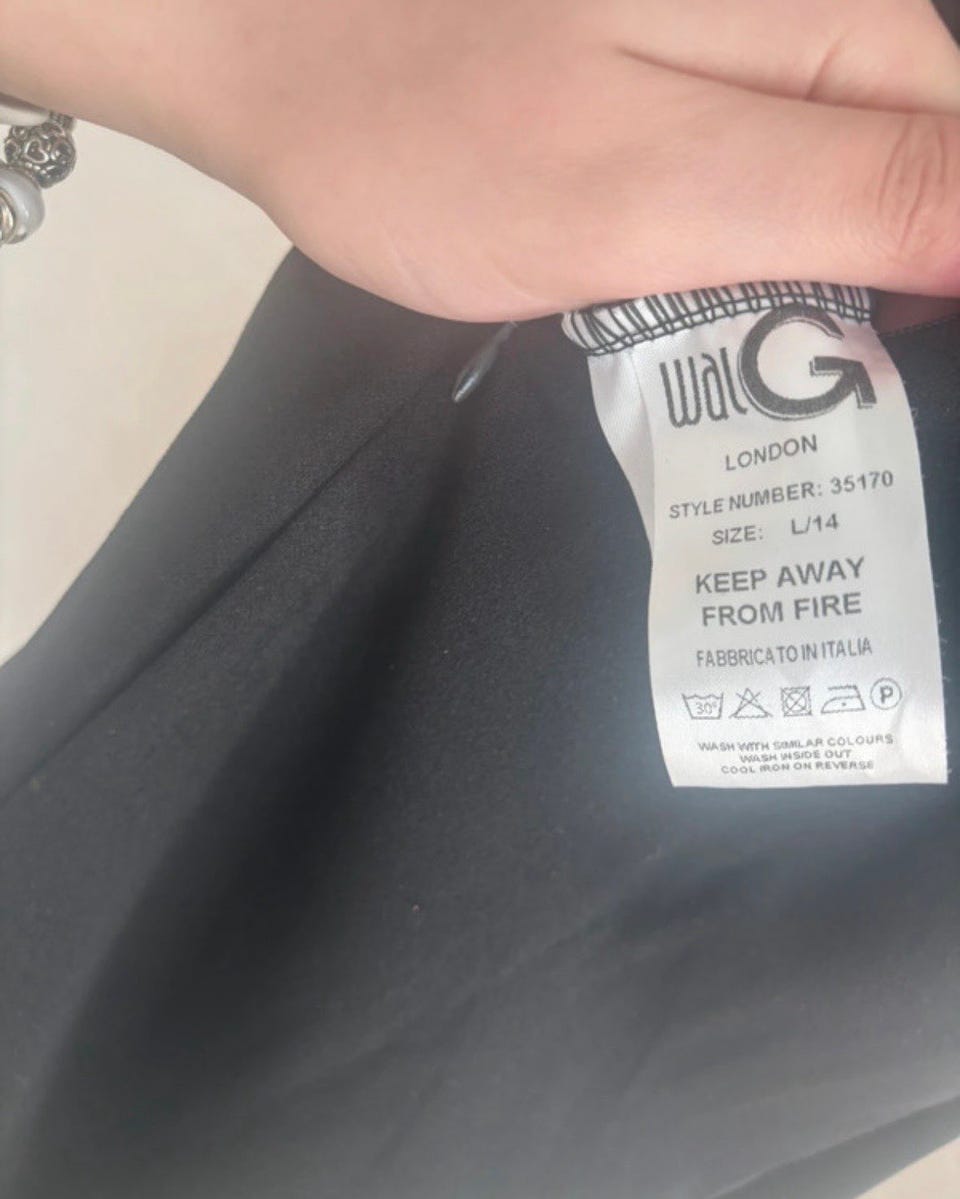 wal G
LONDON
STYLE NUMBER: 35170
SIZE: L/14
KEEP AWAY
FROM FIRE
FABBRICATO IN ITALIA
30° P
WASH WITH SIMILAR COLOURS
WASH INSIDE OUT
COOL IRON ON REVERSE